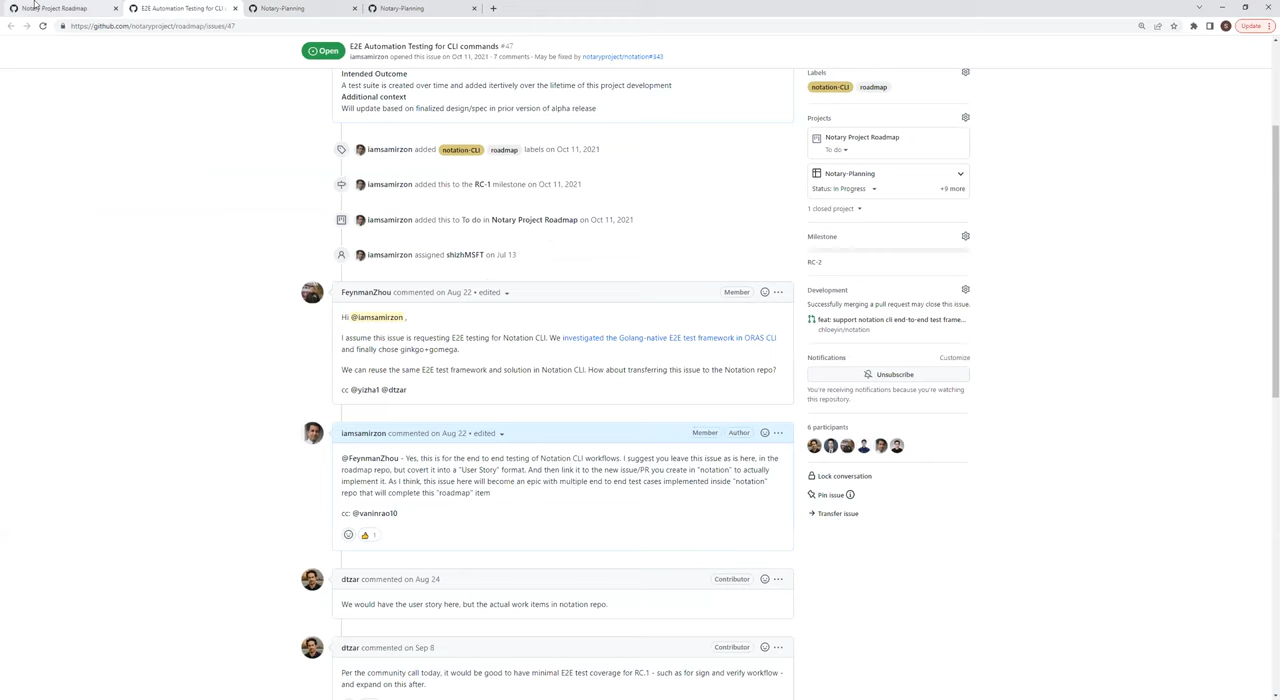 Notary Project Roadmap
E2E Automation Testing for CLI
Notary-Planning
Notary-Planning
https://github.com/notaryproject/roadmap/issues/47
Update
Open
E2E Automation Testing for CLI commands #47
iamsamirzon opened this issue on Oct 11, 2021 · 7 comments · May be fixed by notaryproject/notation#343
Intended Outcome
A test suite is created over time and added itertively over the lifetime of this project development
Additional context
Will update based on finalized design/spec in prior version of alpha release
iamsamirzon added notation-CLI roadmap labels on Oct 11, 2021
iamsamirzon added this to the RC-1 milestone on Oct 11, 2021
iamsamirzon added this to To do in Notary Project Roadmap on Oct 11, 2021
iamsamirzon assigned shizhMSFT on Jul 13
FeynmanZhou commented on Aug 22 • edited
Member
Hi @iamsamirzon ,
I assume this issue is requesting E2E testing for Notation CLI. We investigated the Golang-native E2E test framework in ORAS CLI
and finally chose ginkgo+gomega.
We can reuse the same E2E test framework and solution in Notation CLI. How about transferring this issue to the Notation repo?
cc @yizha1 @dtzar
iamsamirzon commented on Aug 22 • edited
Member Author
@FeynmanZhou - Yes, this is for the end to end testing of Notation CLI workflows. I suggest you leave this issue as is here, in the
roadmap repo, but covert it into a "User Story" format. And then link it to the new issue/PR you create in "notation" to actually
implement it. As I think, this issue here will become an epic with multiple end to end test cases implemented inside "notation"
repo that will complete this "roadmap" item
cc: @vaninrao10
1
dtzar commented on Aug 24
Contributor
We would have the user story here, but the actual work items in notation repo.
dtzar commented on Sep 8
Contributor
Per the community call today, it would be good to have minimal E2E test coverage for RC.1 - such as for sign and verify workflow -
and expand on this after.
Labels
notation-CLI roadmap
Projects
Notary Project Roadmap
To do
Notary-Planning
Status: In Progress
+9 more
1 closed project
Milestone
RC-2
Development
Successfully merging a pull request may close this issue.
feat: support notation cli end-to-end test frame...
chloeyin/notation
Notifications
Customize
Unsubscribe
You're receiving notifications because you're watching
this repository.
6 participants
Lock conversation
Pin issue
Transfer issue